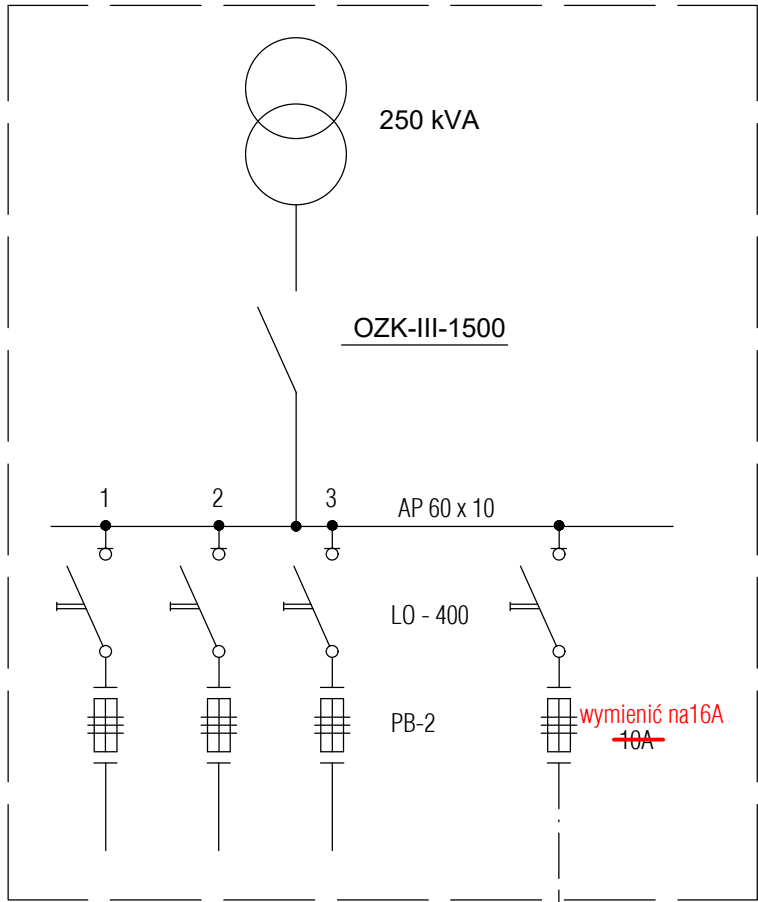 250 kVA
OZK-III-1500
1 2 3 AP 60 x 10
LO - 400
PB-2
wymienić na16A
10A